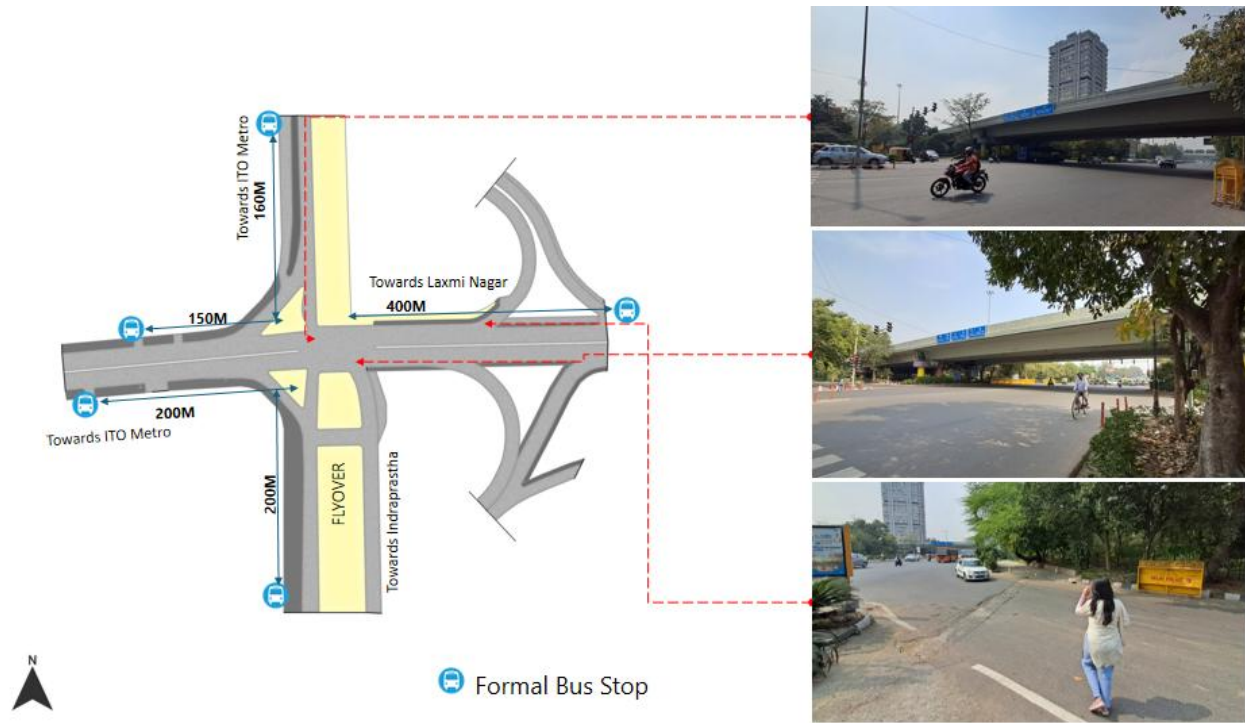 Towards ITO Metro
160M
Towards Laxmi Nagar
400M
150M
200M
Towards ITO Metro
200M
FLYOVER
Towards Indraprastha
N
Formal Bus Stop